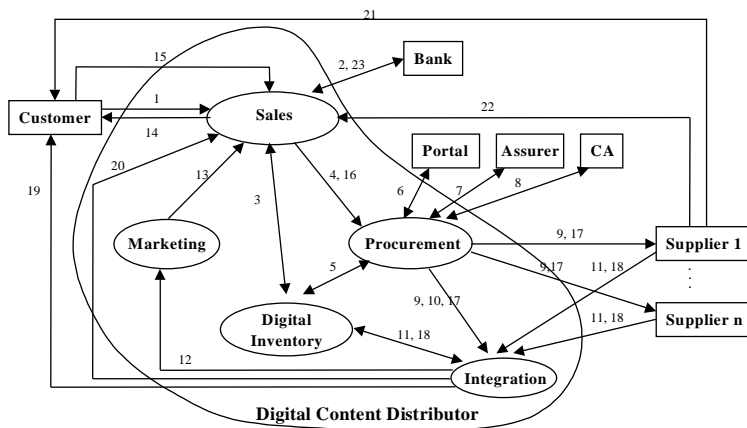 21
15
2, 23
Bank
1
Customer
Sales
22
14
Portal
Assurer
CA
20
4, 16
19
13
6
7
8
3
Marketing
Procurement
9, 17
Supplier 1
5
9,17
11, 18
9, 10, 17
Digital
Inventory
11, 18
11, 18
Supplier n
12
Integration
Digital Content Distributor